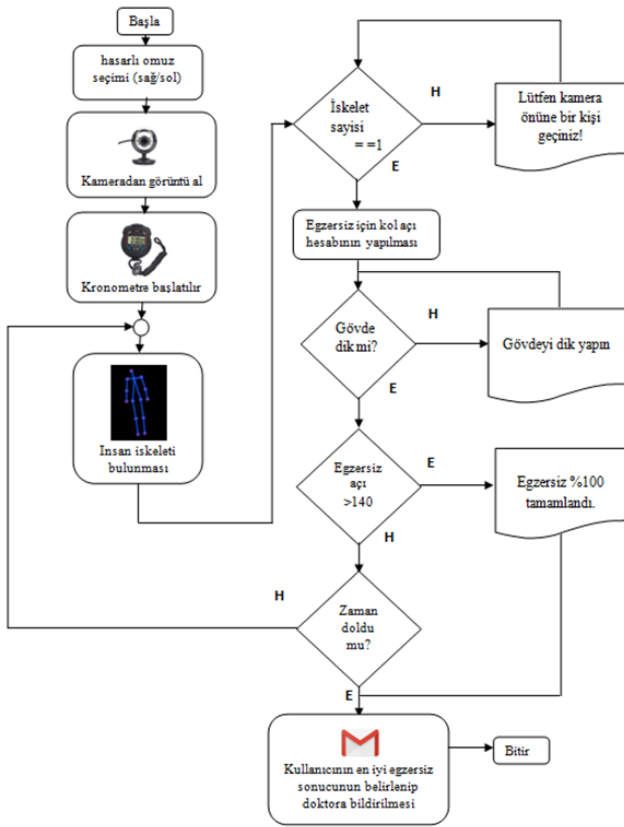 Başla
hasarlı omuz
seçimi (sağ/sol)
Kameradan görüntü al
Kronometre başlatılır
İnsan iskeleti
bulunması
İskelet
sayisi
= =1
H
E
Lütfen kamera
önüne bir kişi
geçiniz!
Egzersiz için kol açı
hesabının yapılması
Gövde
dik mi?
H
E
Gövdeyi dik yapın
Egzersiz
açı
>140
E
H
Egzersiz %100
tamamlandı.
Zaman
doldu
mu?
H
E
Kullanıcının en iyi egzersiz
sonucunun belirlenip
doktora bildirilmesi
Bitir